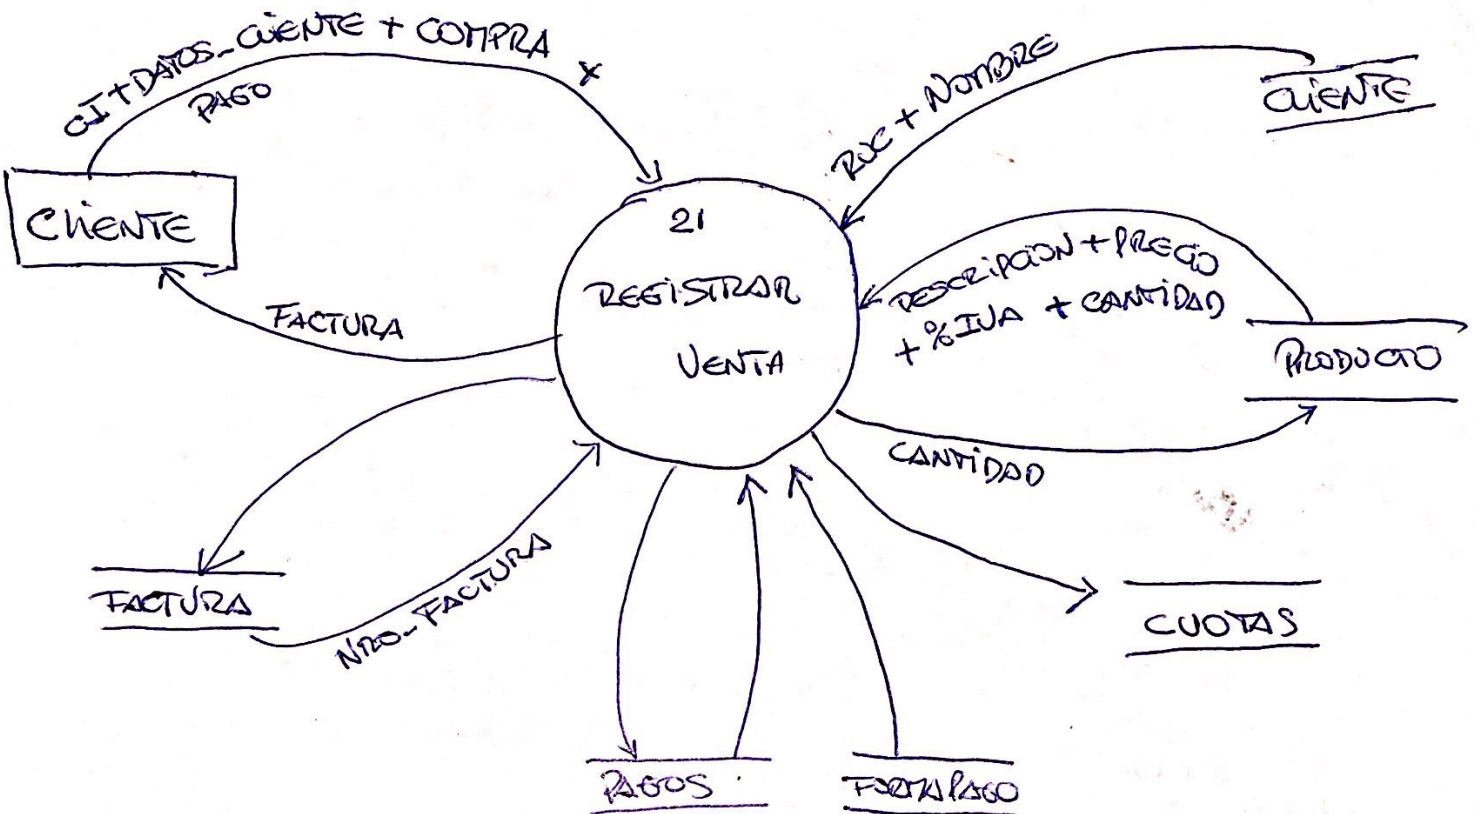 CI + DATOS_CLIENTE + COMPRA +
PAGO
RUC + NOMBRE
CLIENTE
CLIENTE
21
REGISTRAR
VENTA
DESCRIPCION + PRECIO
+ % IVA + CANTIDAD
PRODUCTO
FACTURA
CANTIDAD
FACTURA
NRO_FACTURA
CUOTAS
PAGOS
FORMAPAGO